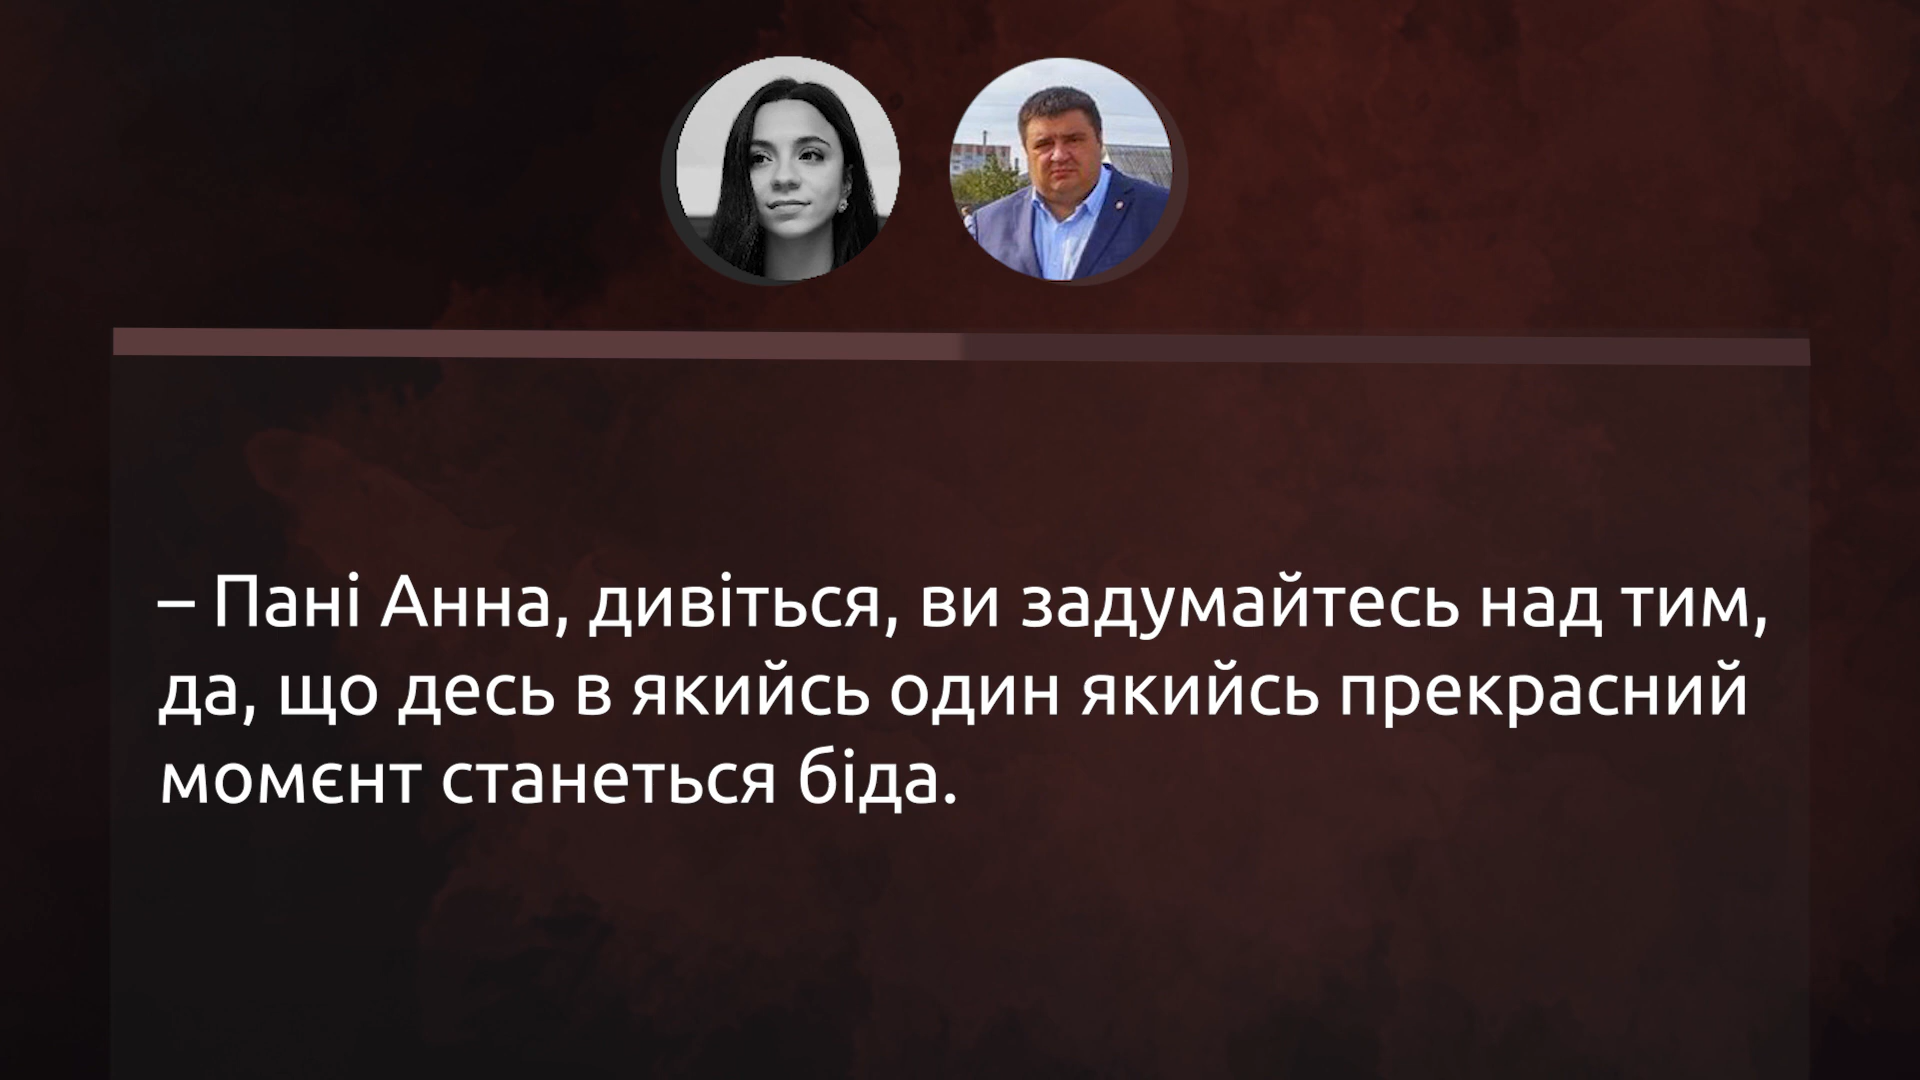 – Пані Анна, дивіться, ви задумайтесь над тим,
да, що десь в якийсь один якийсь прекрасний
момєнт станеться біда.